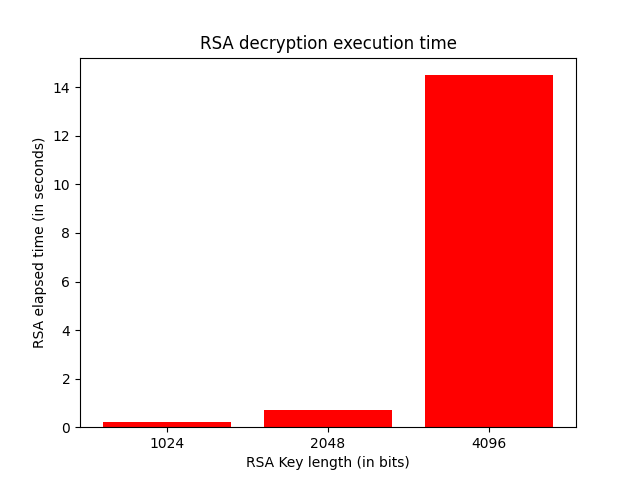 RSA decryption execution time
RSA elapsed time (in seconds)
14
12
10
8
6
4
2
0
1024 2048 4096
RSA Key length (in bits)